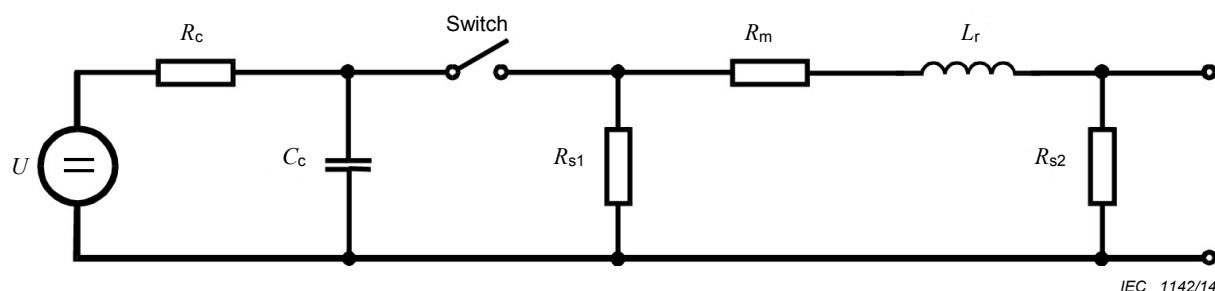 Switch
Rc
Rm
Lr
U
Cc
Rs1
Rs2
IEC 1142/14